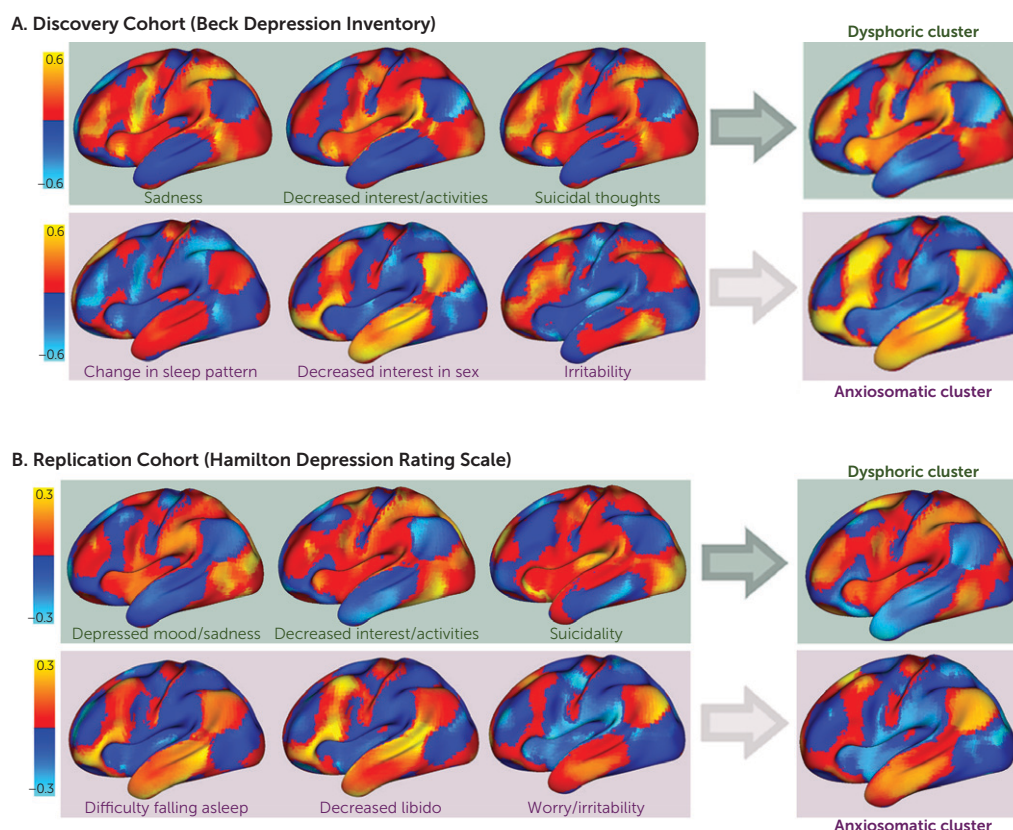 A. Discovery Cohort (Beck Depression Inventory)
Dysphoric cluster
0.6
−0.6
Sadness
Decreased interest/activities
Suicidal thoughts
0.6
−0.6
Change in sleep pattern
Decreased interest in sex
Irritability
Anxiosomatic cluster
B. Replication Cohort (Hamilton Depression Rating Scale)
Dysphoric cluster
0.3
−0.3
Depressed mood/sadness
Decreased interest/activities
Suicidality
0.3
−0.3
Difficulty falling asleep
Decreased libido
Worry/irritability
Anxiosomatic cluster